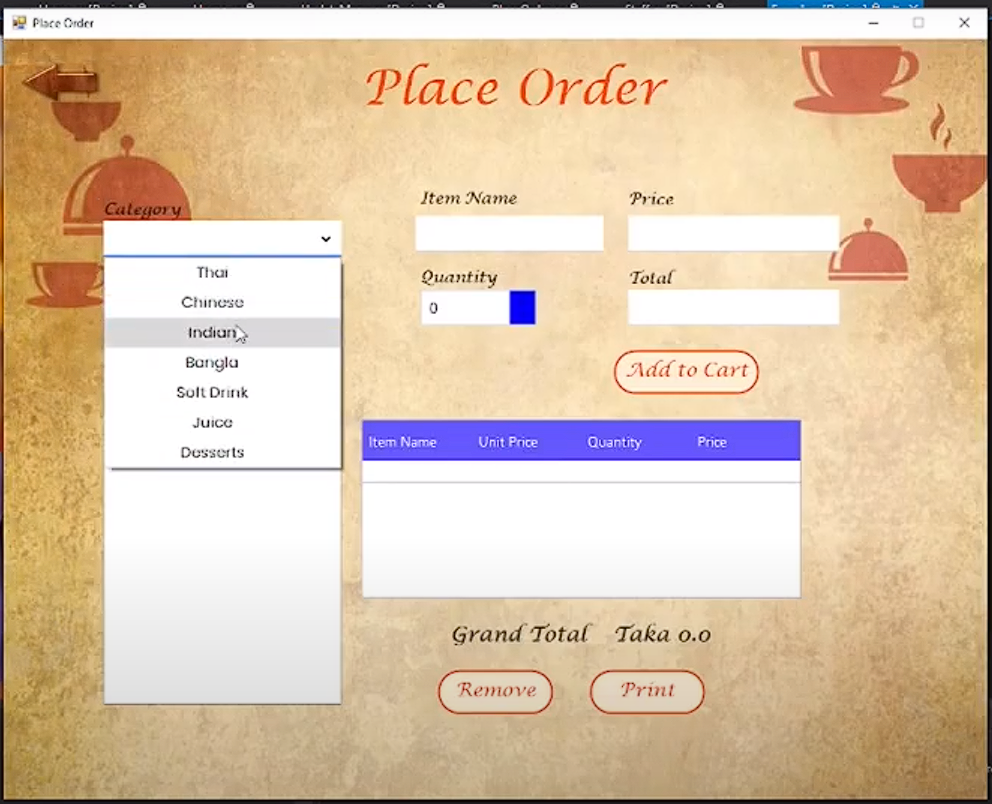 Place Order
Place Order
Category
Item Name
Price
Quantity
Total
0
Thai
Chinese
Indian
Bangla
Soft Drink
Juice
Desserts
Add to Cart
Item Name Unit Price Quantity Price
Grand Total Taka 0.0
Remove
Print